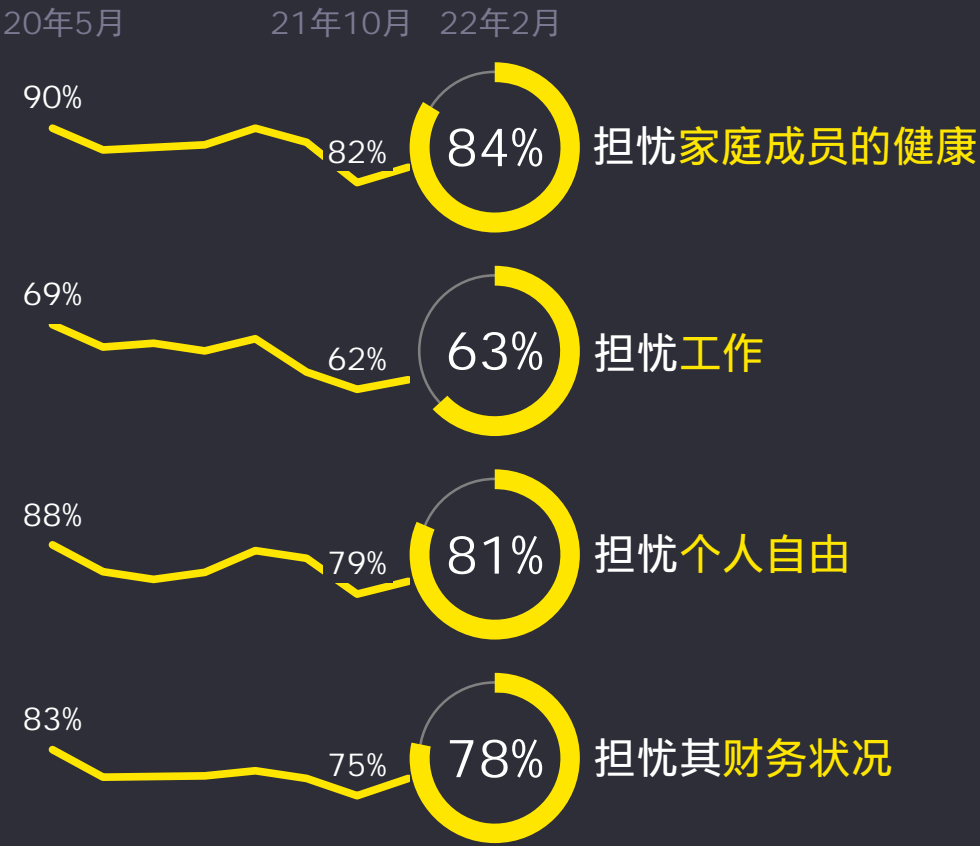 20年5月 21年10月 22年2月
90%
82% 84% 担忧家庭成员的健康
69%
62% 63% 担忧工作
88%
79% 81% 担忧个人自由
83%
75% 78% 担忧其财务状况